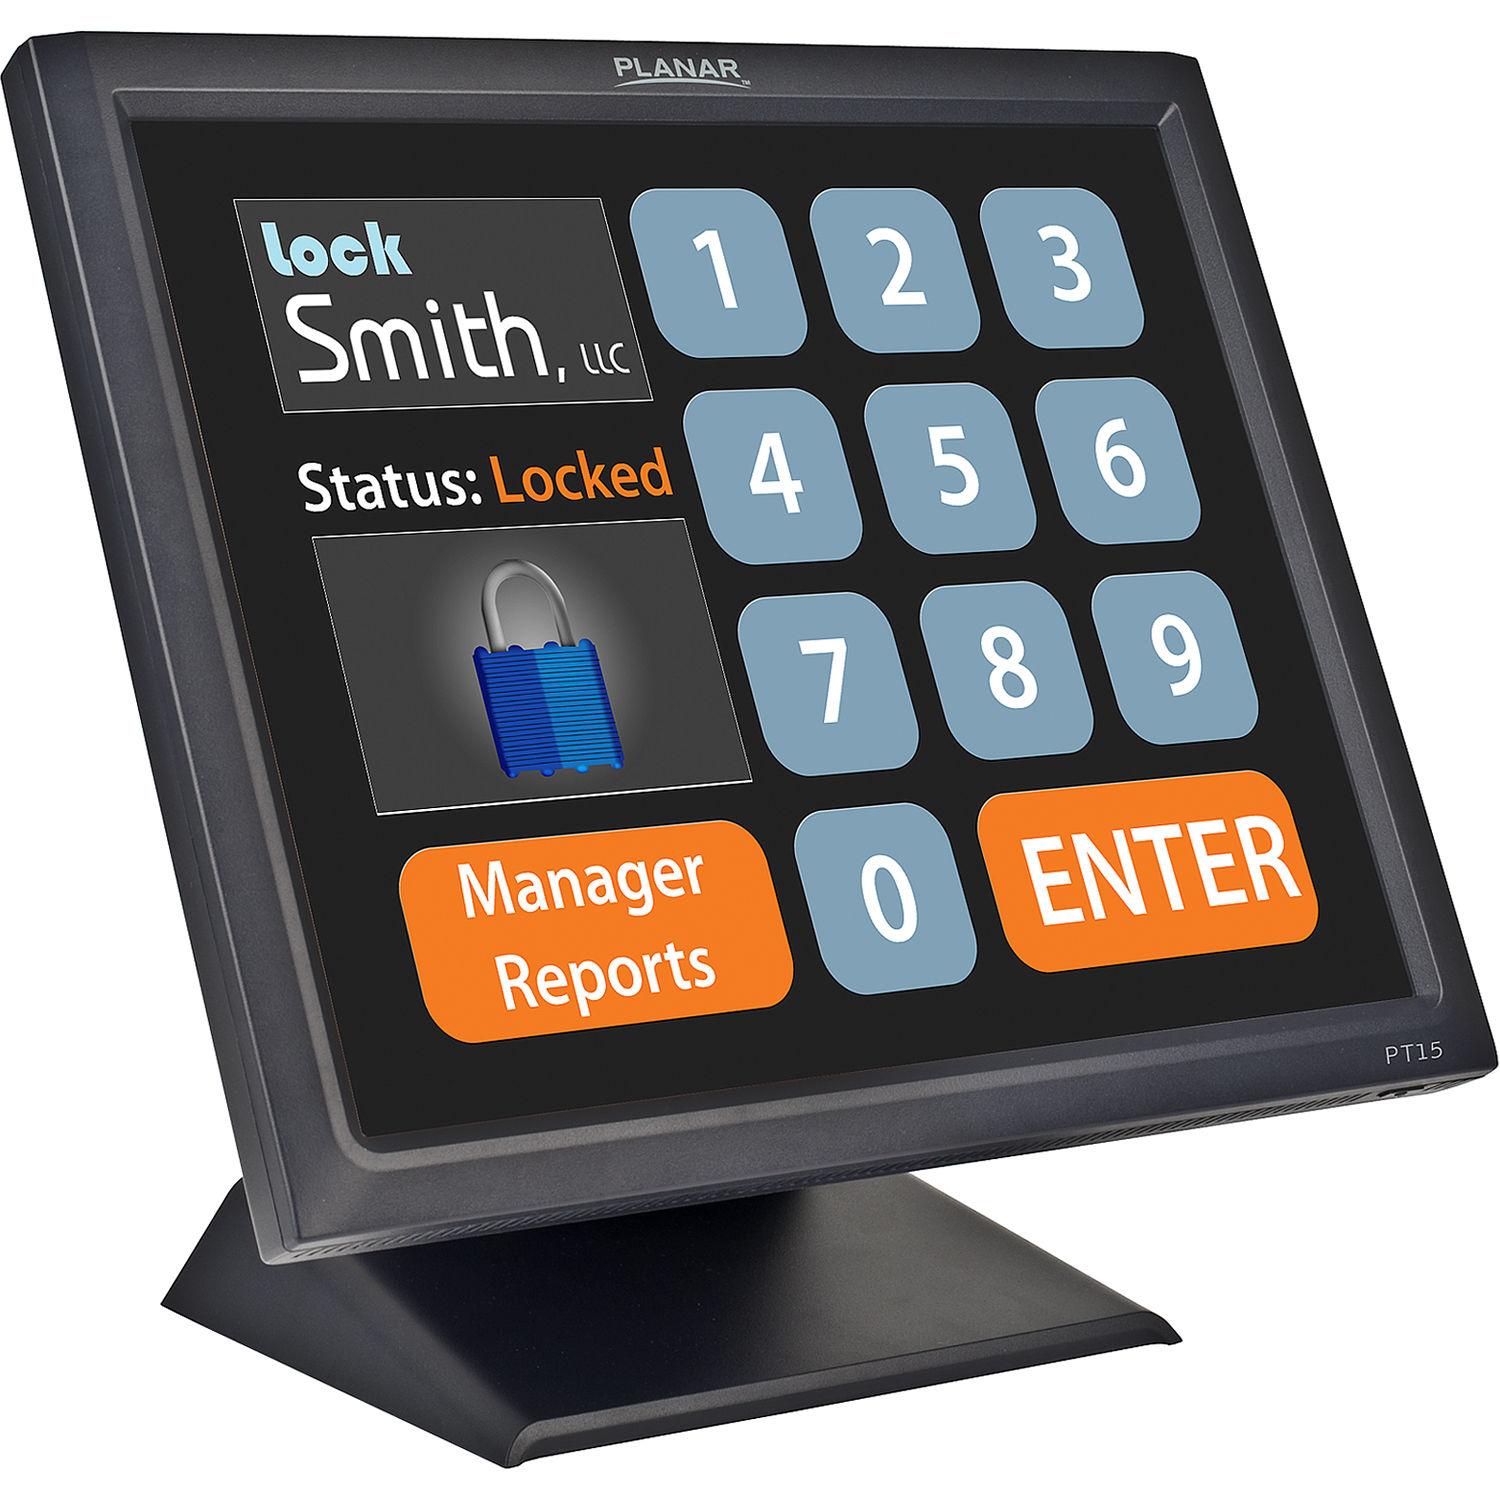 PLANAR™
Lock
Smith, LLC
Status: Locked
1 2 3
4 5 6
7 8 9
0 ENTER
Manager
Reports
PT15